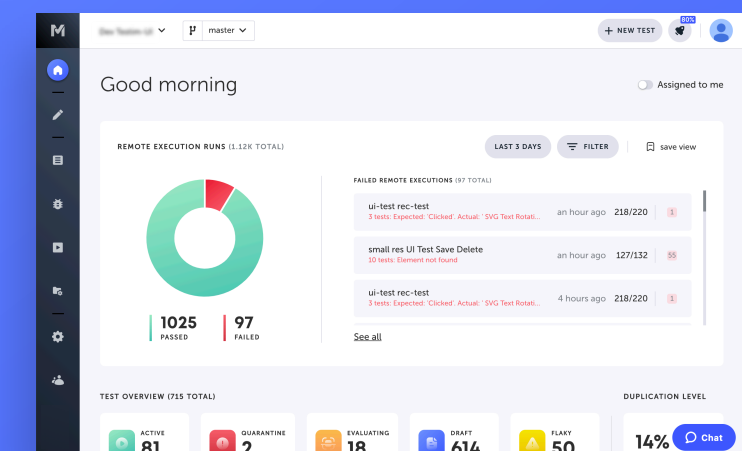 M
master
+ NEW TEST
80%
Good morning
Assigned to me
REMOTE EXECUTION RUNS (1.12K TOTAL)
LAST 3 DAYS
FILTER
save view
FAILED REMOTE EXECUTIONS (97 TOTAL)
ui-test rec-test
3 tests: Expected: 'Clicked'. Actual: ' SVG Text Rotati...
an hour ago 218/220 1
small res UI Test Save Delete
10 tests: Element not found
an hour ago 127/132 55
ui-test rec-test
3 tests: Expected: 'Clicked'. Actual: ' SVG Text Rotati...
4 hours ago 218/220 1
1025
PASSED
97
FAILED
See all
TEST OVERVIEW (715 TOTAL)
DUPLICATION LEVEL
ACTIVE
81
QUARANTINE
2
EVALUATING
18
DRAFT
614
FLAKY
50
14%
Chat